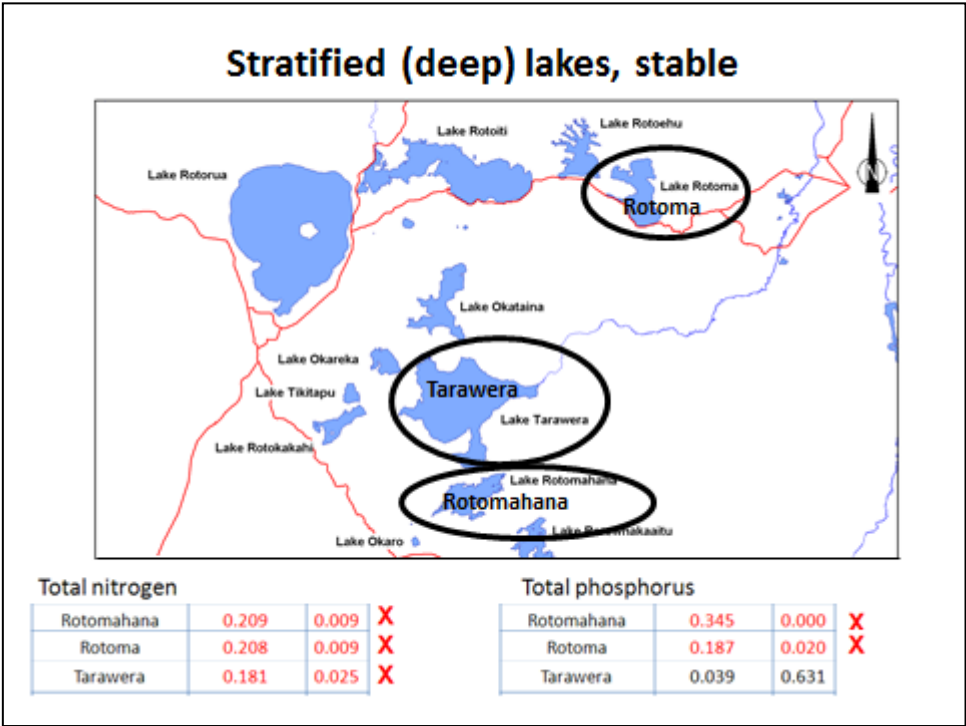 Stratified (deep) lakes, stable
Lake Rotoehu
Lake Rotoiti
Lake Rotorua
Lake Rotoma
Rotoma
N
Lake Okataina
Lake Okareka
Tarawera
Lake Tikitapu
Lake Tarawera
Lake Rotokakahi
Lake Rotomahana
Rotomahana
Lake Okaro
Lake
Total nitrogen
Rotomahana 0.209 0.009 X
Rotoma 0.208 0.009 X
Tarawera 0.181 0.025 X
Total phosphorus
Rotomahana 0.345 0.000 X
Rotoma 0.187 0.020 X
Tarawera 0.039 0.631